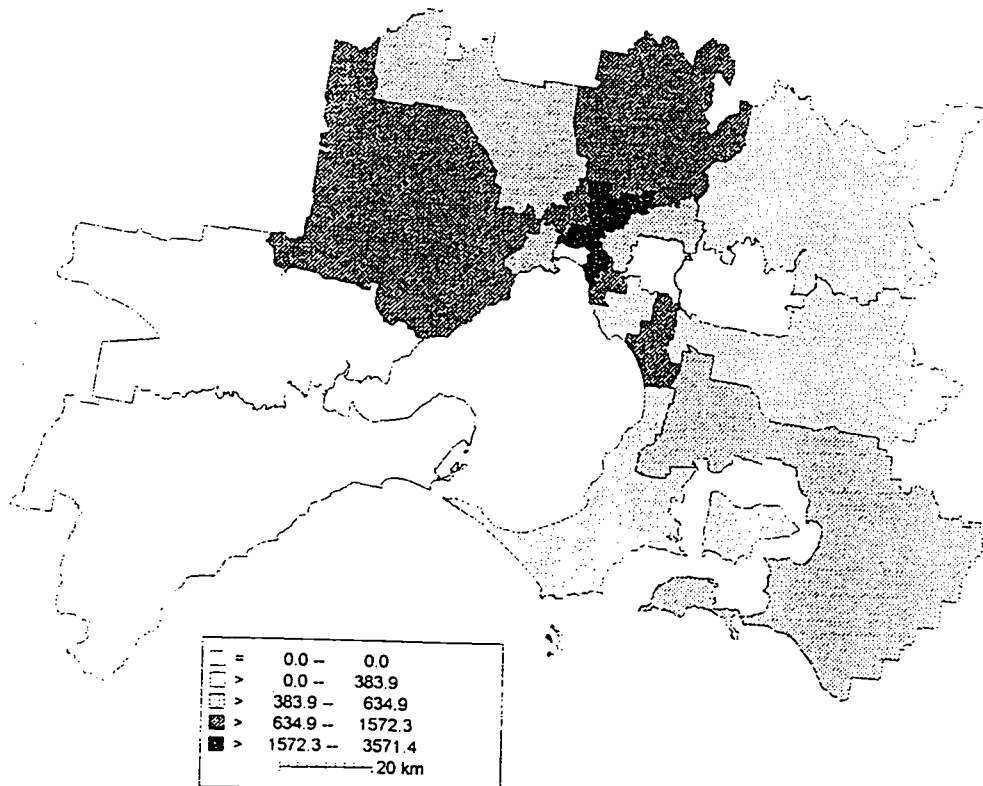 = 0.0 -- 0.0
> 0.0 -- 383.9
> 383.9 -- 634.9
> 634.9 -- 1572.3
> 1572.3 -- 3571.4
20 km